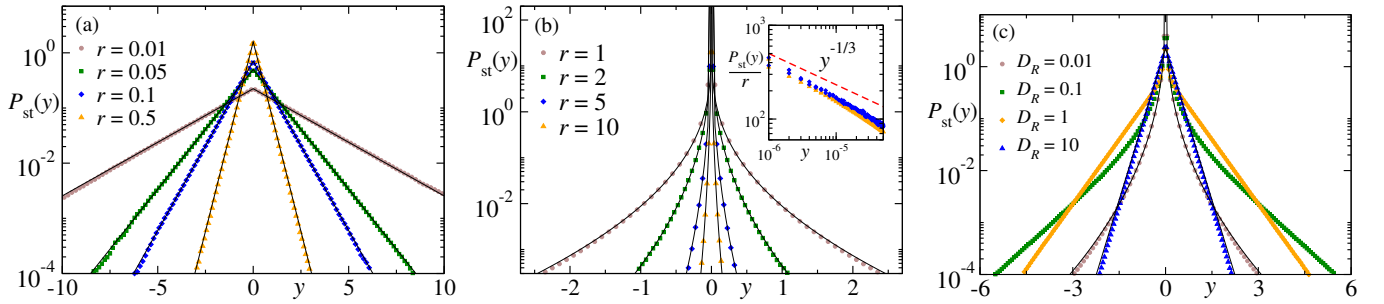 (a)
r = 0.01
r = 0.05
r = 0.1
r = 0.5
P_st(y)
10^0
10^-2
10^-4
-10
-5
0
y
5
10
(b)
r = 1
r = 2
r = 5
r = 10
P_st(y)
10^2
10^0
10^-2
-2
-1
0
y
1
2
P_st(y)
r
10^3
10^2
y^-1/3
10^-6
y
10^-5
(c)
D_R = 0.01
D_R = 0.1
D_R = 1
D_R = 10
P_st(y)
10^0
10^-2
10^-4
-6
-3
0
y
3
6